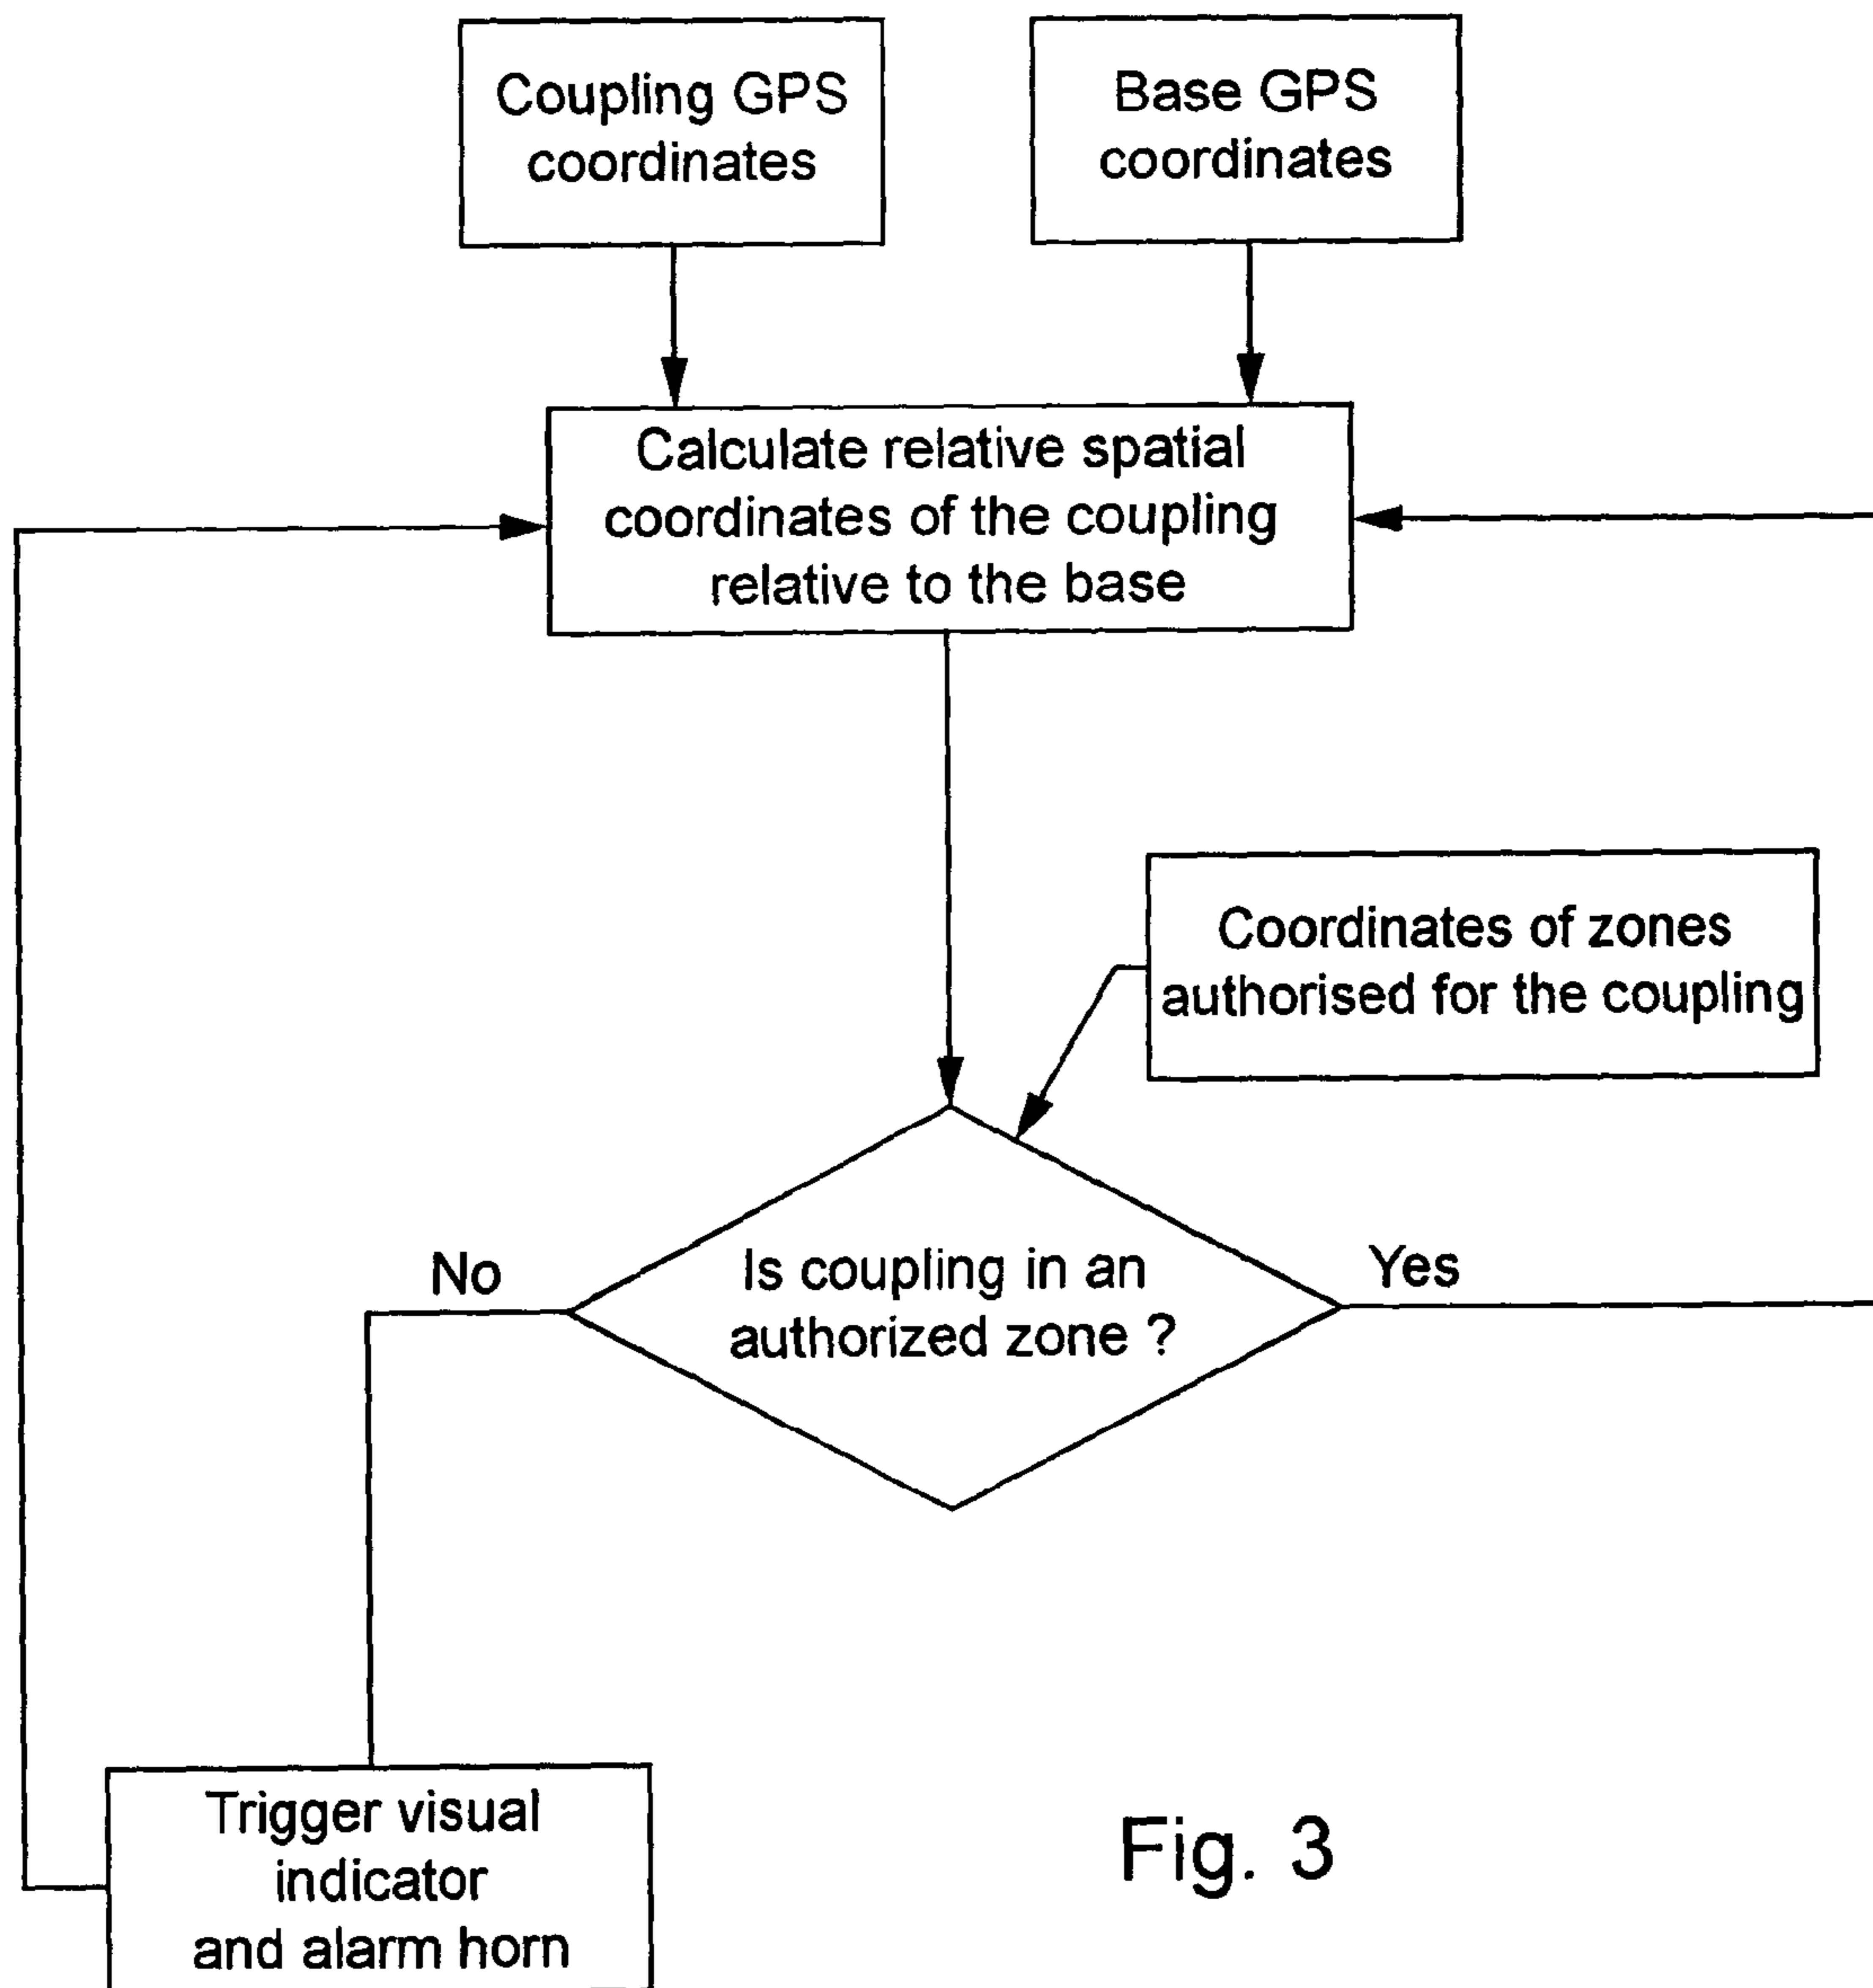 Coupling GPS
coordinates
Base GPS
coordinates
Calculate relative spatial
coordinates of the coupling
relative to the base
Coordinates of zones
authorised for the coupling
Is coupling in an
authorized zone ?
No
Yes
Trigger visual
indicator
and alarm horn
Fig. 3